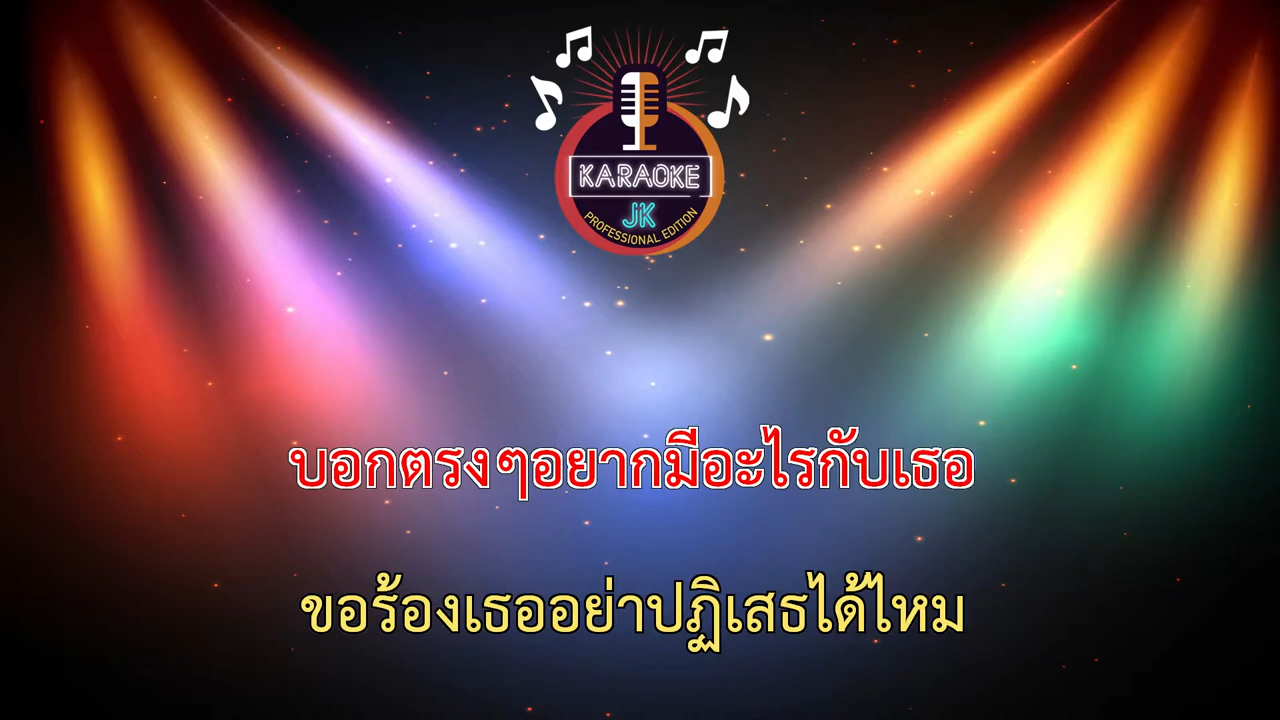 KARAOKE
JK
PROFESSIONAL EDITION
บอกตรงๆอยากมีอะไรกับเธอ
ขอร้องเธออย่าปฏิเสธได้ไหม